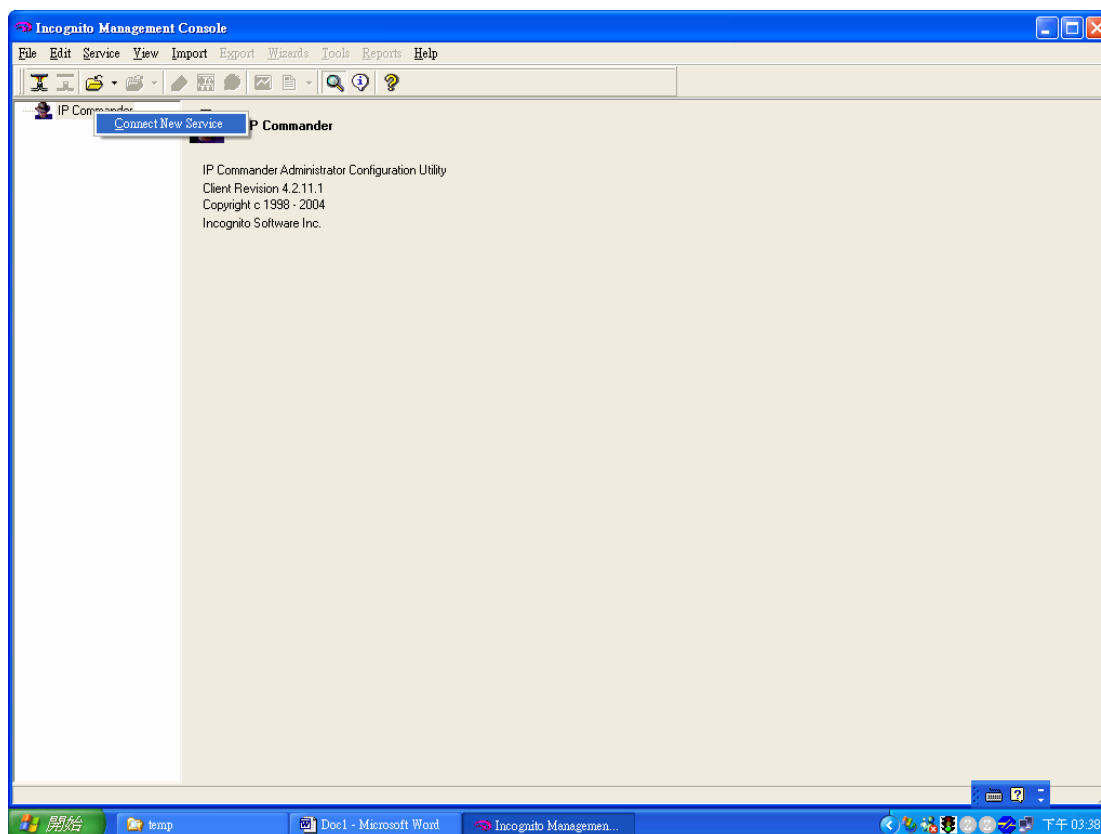 Incognito Management Console
File Edit Service View Import Export Wizards Tools Reports Help
IP Commander
Connect New Service
P Commander
IP Commander Administrator Configuration Utility
Client Revision 4.2.11.1
Copyright c 1998 - 2004
Incognito Software Inc.
開始 temp Doc1 - Microsoft Word Incognito Managemen... 下午 03:38